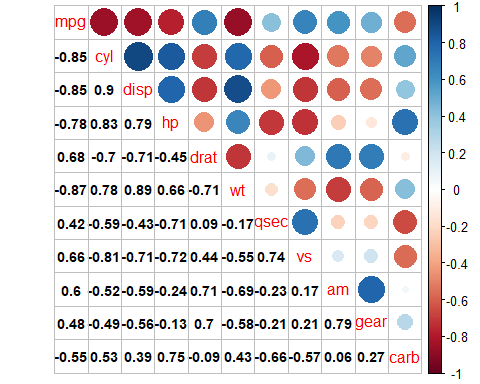 mpg
-0.85 cyl
-0.85 0.9 disp
-0.78 0.83 0.79 hp
0.68 -0.7 -0.71 -0.45 drat
-0.87 0.78 0.89 0.66 -0.71 wt
0.42 -0.59 -0.43 -0.71 0.09 -0.17 qsec
0.66 -0.81 -0.71 -0.72 0.44 -0.55 0.74 vs
0.6 -0.52 -0.59 -0.24 0.71 -0.69 -0.23 0.17 am
0.48 -0.49 -0.56 -0.13 0.7 -0.58 -0.21 0.21 0.79 gear
-0.55 0.53 0.39 0.75 -0.09 0.43 -0.66 -0.57 0.06 0.27 carb
1
0.8
0.6
0.4
0.2
0
-0.2
-0.4
-0.6
-0.8
-1